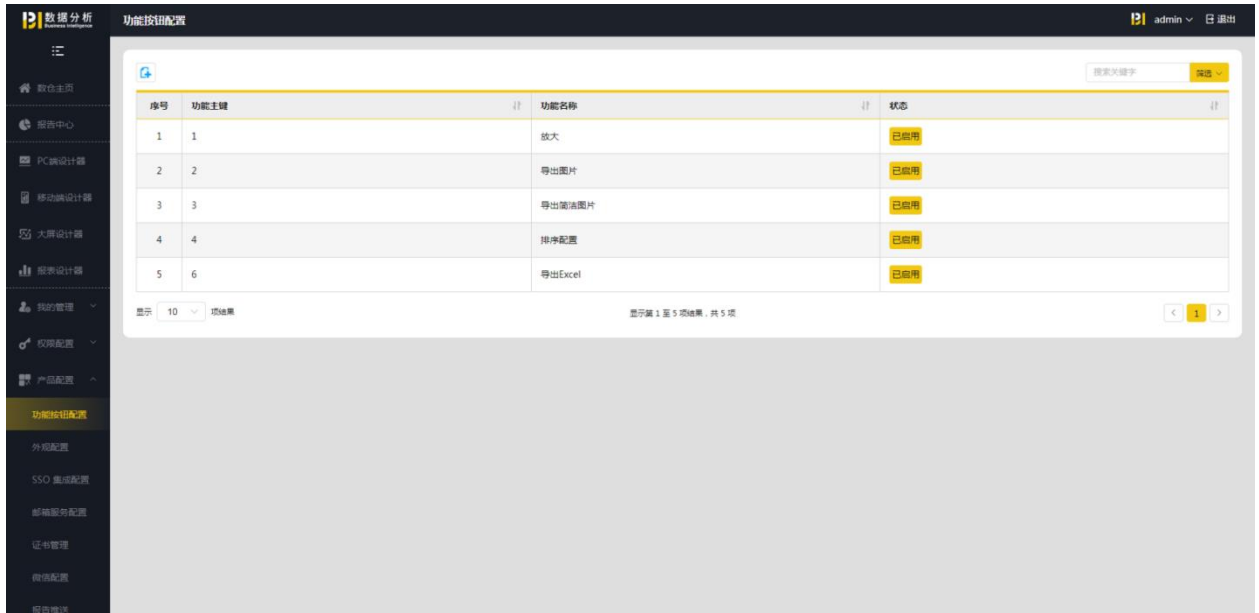 数据分析
Business Intelligence
功能按钮配置
admin
退出
数仓主页
报告中心
PC端设计器
移动端设计器
大屏设计器
报表设计器
我的管理
权限配置
产品配置
功能按钮配置
外观配置
SSO 集成配置
邮箱服务配置
证书管理
微信配置
报告推送
搜索关键字
筛选
序号 功能主键 功能名称 状态
1 1 放大 已启用
2 2 导出图片 已启用
3 3 导出简洁图片 已启用
4 4 排序配置 已启用
5 6 导出Excel 已启用
显示 10 项结果
显示第 1 至 5 项结果，共 5 项
1